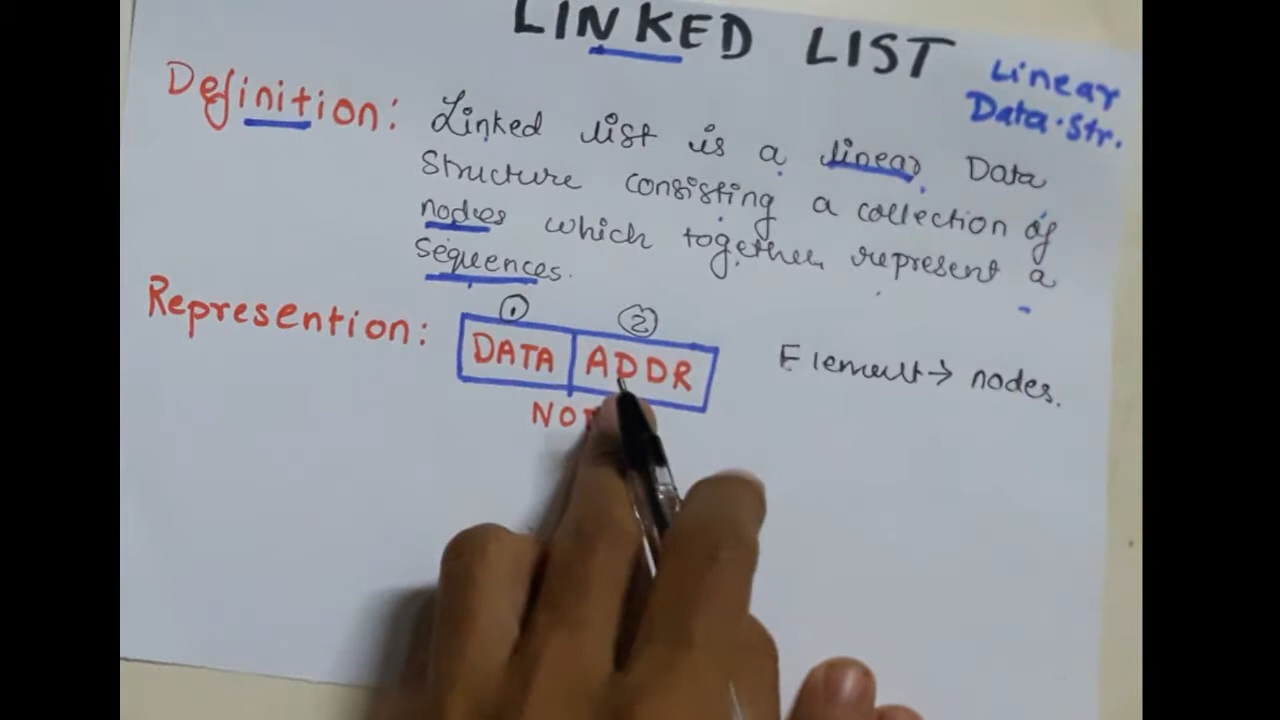 LINKED LIST
Linear
Data.Str.
Definition: Linked list is a linear Data
Structure consisting a collection of
nodes which together represent a
sequences.
Represention:
1 2
DATA ADDR
Element → nodes.